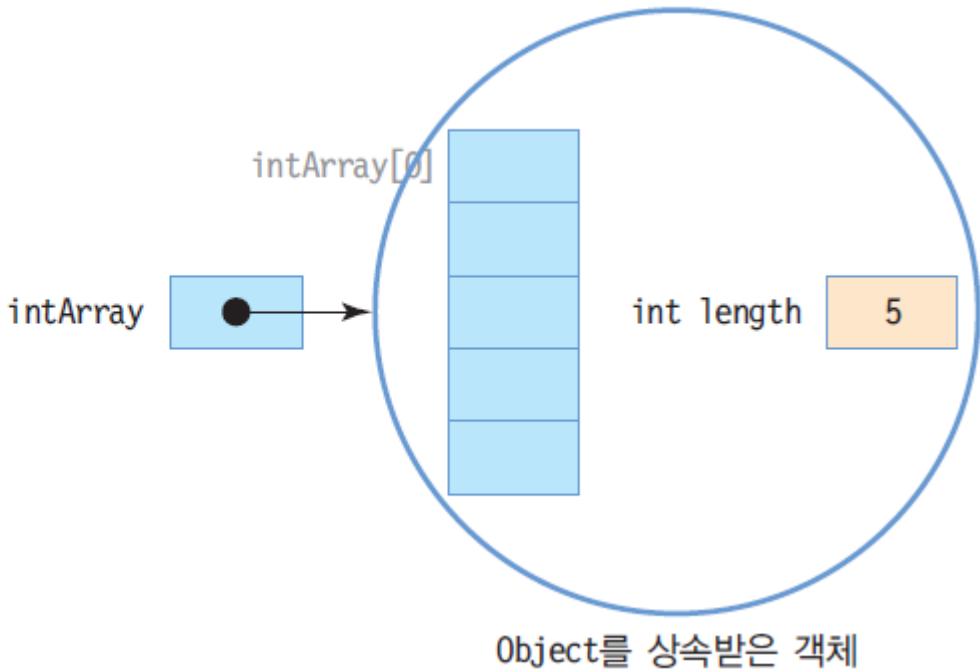 intArray[0]
intArray
int length 5
Object를 상속받은 객체